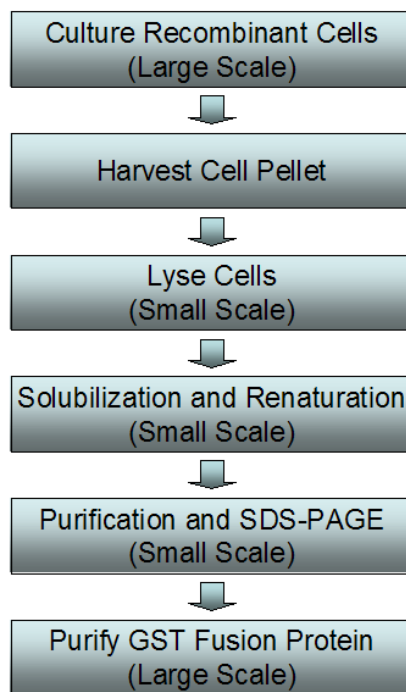 Culture Recombinant Cells
(Large Scale)
Harvest Cell Pellet
Lyse Cells
(Small Scale)
Solubilization and Renaturation
(Small Scale)
Purification and SDS-PAGE
(Small Scale)
Purify GST Fusion Protein
(Large Scale)